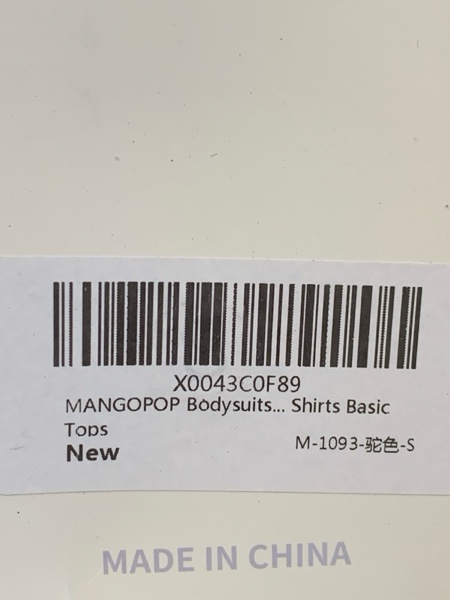 X0043C0F89
MANGOPOP Bodysuits... Shirts Basic
Tops
New
M-1093-驼色-S
MADE IN CHINA